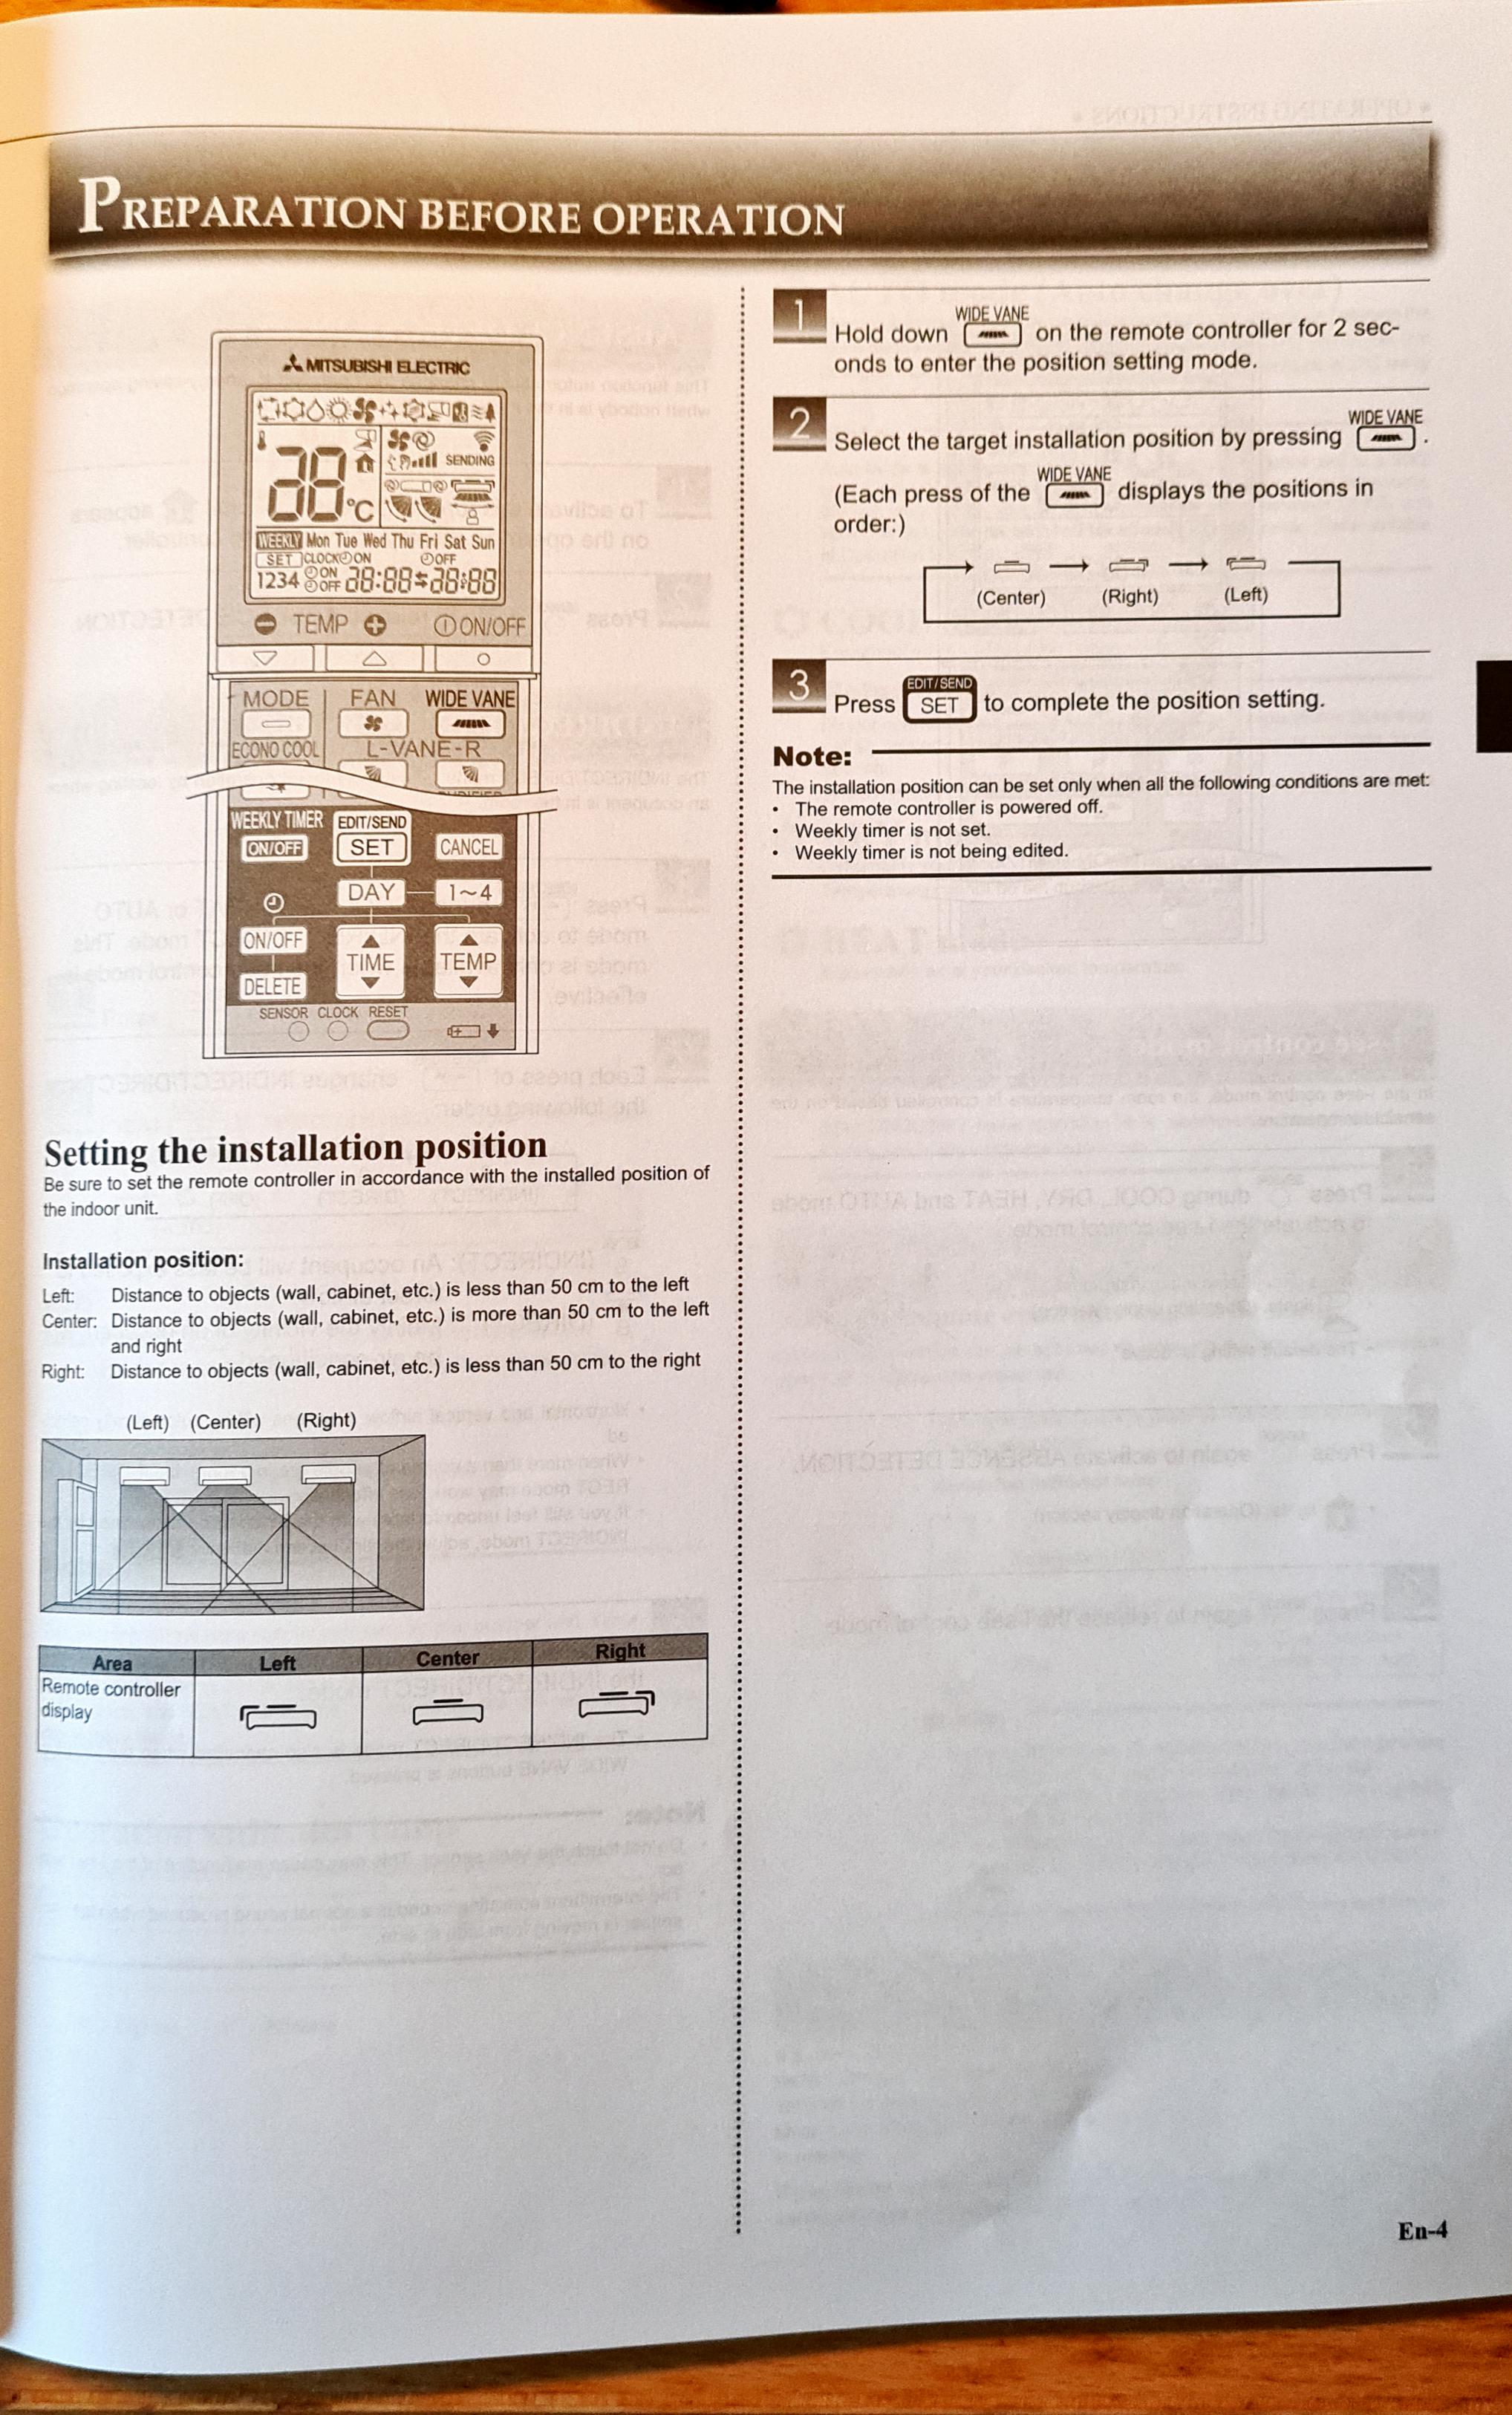 PREPARATION BEFORE OPERATION
MITSUBISHI ELECTRIC
SENDING
88°C
WEEKLY Mon Tue Wed Thu Fri Sat Sun
SET CLOCK ON OFF
1234 ON OFF 88:88 88:88
TEMP ON/OFF
MODE FAN WIDE VANE
ECONO COOL L-VANE-R
WEEKLY TIMER EDIT/SEND
ON/OFF SET CANCEL
DAY 1~4
ON/OFF TIME TEMP
DELETE
SENSOR CLOCK RESET
Setting the installation position
Be sure to set the remote controller in accordance with the installed position of
the indoor unit.
Installation position:
Left: Distance to objects (wall, cabinet, etc.) is less than 50 cm to the left
Center: Distance to objects (wall, cabinet, etc.) is more than 50 cm to the left
and right
Right: Distance to objects (wall, cabinet, etc.) is less than 50 cm to the right
(Left) (Center) (Right)
Area Left Center Right
Remote controller
display
WIDE VANE
1 Hold down on the remote controller for 2 sec-
onds to enter the position setting mode.
WIDE VANE
2 Select the target installation position by pressing .
WIDE VANE
(Each press of the displays the positions in
order:)
(Center) (Right) (Left)
EDIT/SEND
3 Press SET to complete the position setting.
Note:
The installation position can be set only when all the following conditions are met:
• The remote controller is powered off.
• Weekly timer is not set.
• Weekly timer is not being edited.
En-4